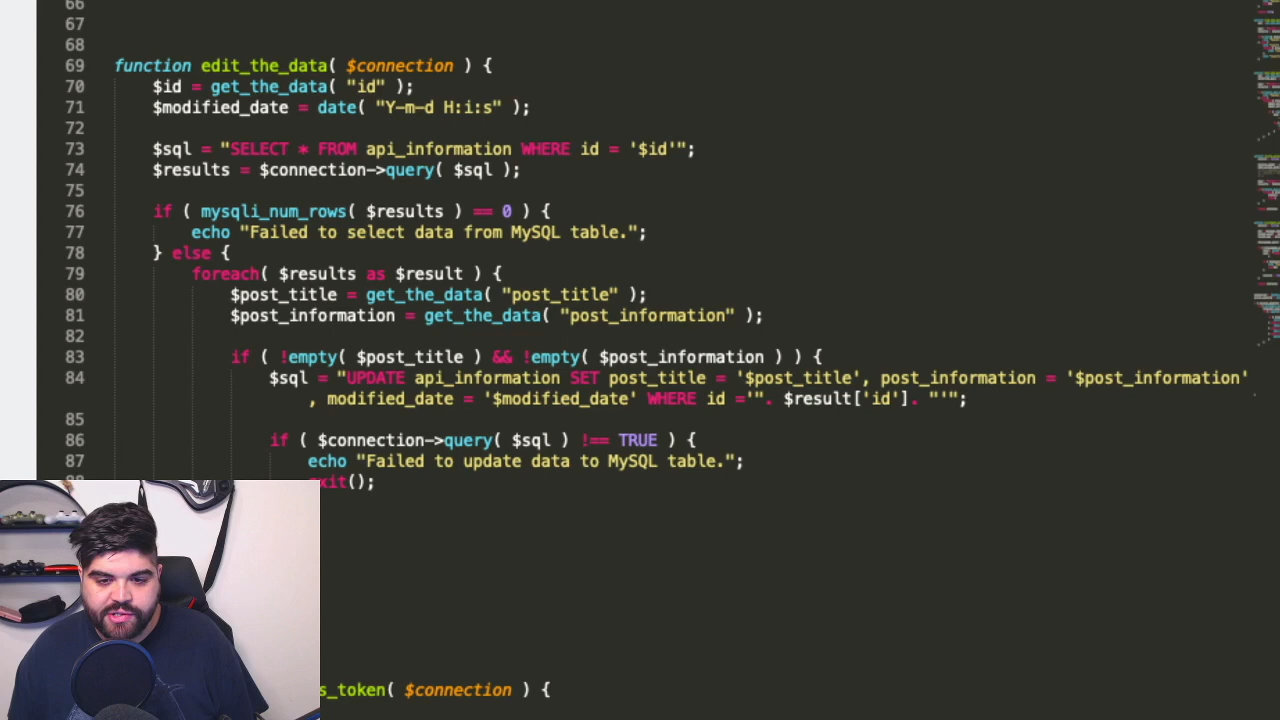 66
67
68
69 function edit_the_data( $connection ) {
70 $id = get_the_data( "id" );
71 $modified_date = date( "Y-m-d H:i:s" );
72
73 $sql = "SELECT * FROM api_information WHERE id = '$id'";
74 $results = $connection->query( $sql );
75
76 if ( mysqli_num_rows( $results ) == 0 ) {
77 echo "Failed to select data from MySQL table.";
78 } else {
79 foreach( $results as $result ) {
80 $post_title = get_the_data( "post_title" );
81 $post_information = get_the_data( "post_information" );
82
83 if ( !empty( $post_title ) && !empty( $post_information ) ) {
84 $sql = "UPDATE api_information SET post_title = '$post_title', post_information = '$post_information'
, modified_date = '$modified_date' WHERE id ='". $result['id']. "'";
85
86 if ( $connection->query( $sql ) !== TRUE ) {
87 echo "Failed to update data to MySQL table.";
88 xit();
s_token( $connection ) {